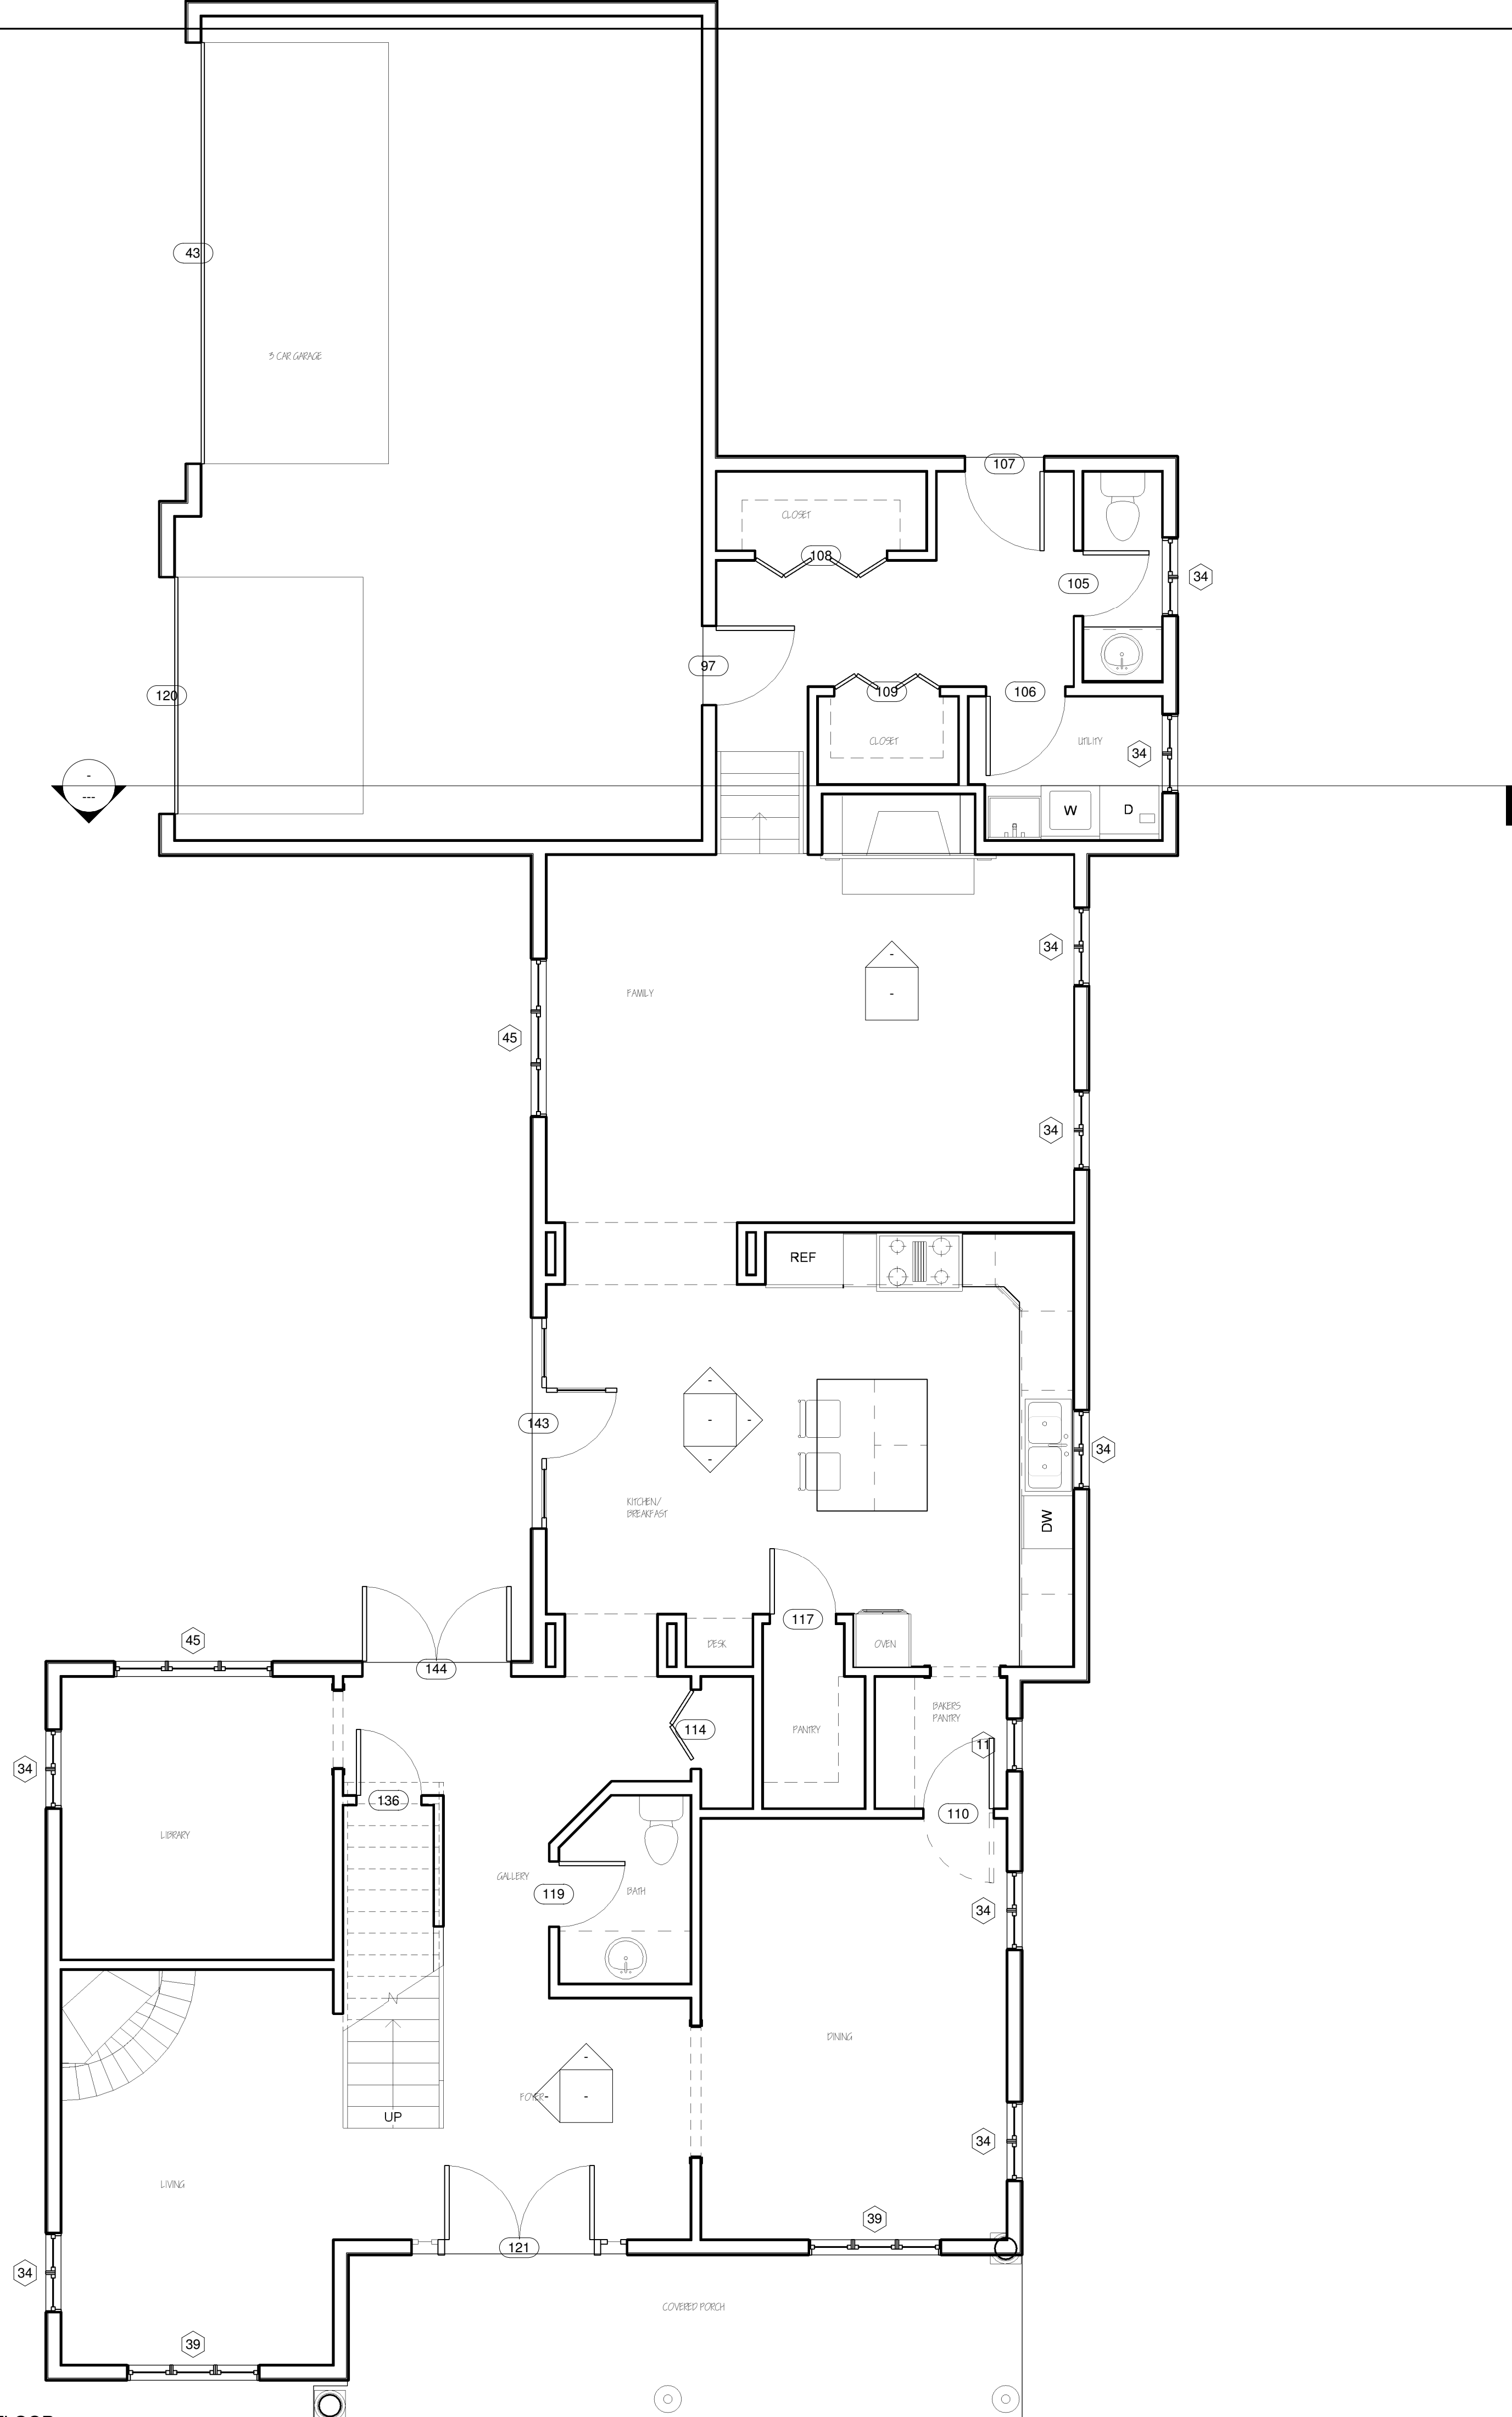 43
3 CAR GARAGE
107
CLOSET
108
105
34
97
120
109
106
CLOSET
UTILITY
34
-
---
W
D
34
-
FAMILY
-
45
34
REF
-
143
-
-
34
KITCHEN/
BREAKFAST
-
DW
117
45
DESK
OVEN
144
BAKERS
PANTRY
114
PANTRY
11
34
136
110
LIBRARY
GALLERY
BATH
119
34
DINING
-
FOYER
-
-
UP
34
LIVING
39
121
34
COVERED PORCH
39